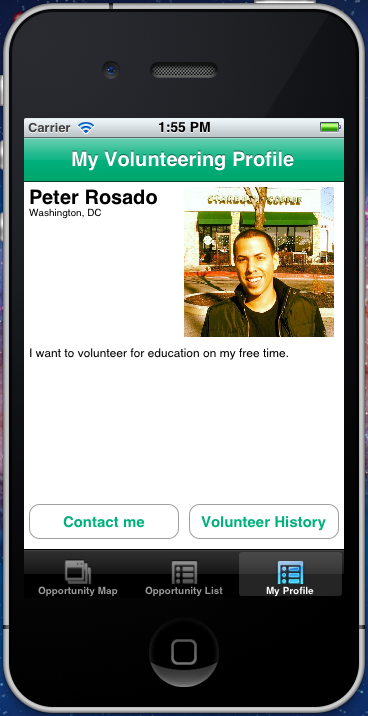 Carrier
1:55 PM
My Volunteering Profile
Peter Rosado
Washington, DC
STARBUCKS COFFEE
I want to volunteer for education on my free time.
Contact me
Volunteer History
Opportunity Map
Opportunity List
My Profile